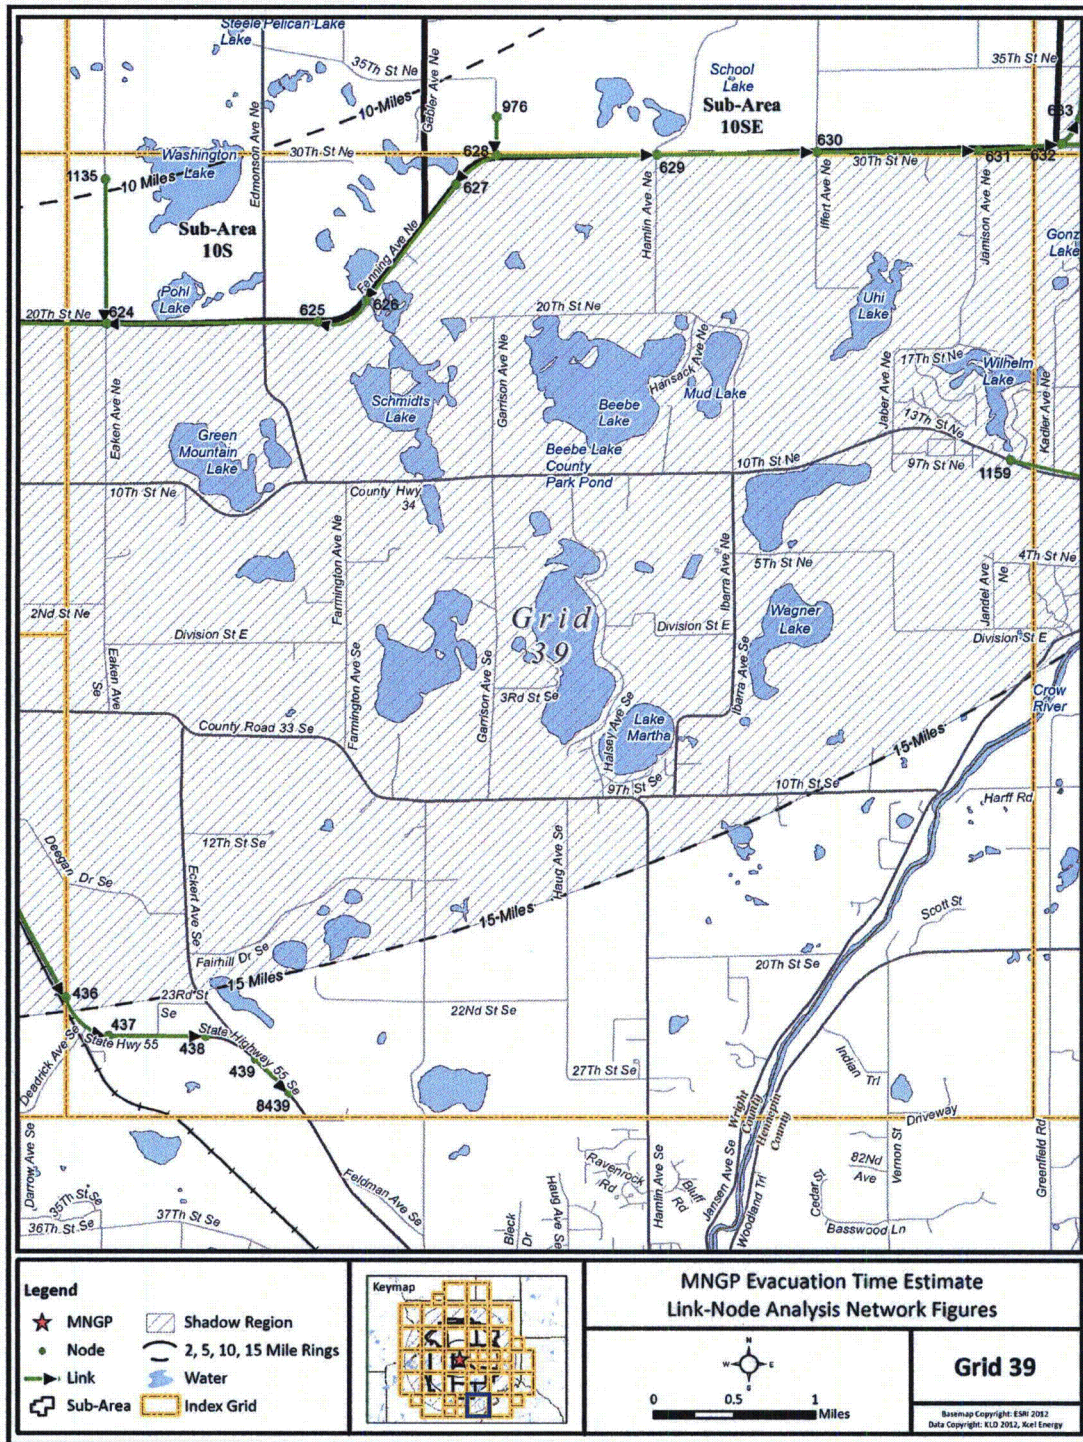 Steele Pelican Lake
Lake
35Th St Ne
10-Miles
Gabler Ave Ne
976
School
Lake
Sub-Area
10SE
35Th St Ne
683
Edmonson Ave Ne
Washington
Lake
30Th St Ne
628
629
630
30Th St Ne
631
632
1135
10 Miles
627
Sub-Area
10S
Hamlin Ave Ne
Iffert Ave Ne
Jamison Ave Ne
Gonz
Lake
Fenning Ave Ne
Pohl
Lake
20Th St Ne
624
625
626
20Th St Ne
Uhl
Lake
Eaken Ave Ne
Garrison Ave Ne
Hansack Ave Ne
17Th St Ne
Wilhelm
Lake
Schmidts
Lake
Beebe
Lake
Mud Lake
Jaber Ave Ne
13Th St Ne
Kadler Ave Ne
Green
Mountain
Lake
Beebe Lake
County
Park Pond
10Th St Ne
9Th St Ne
1159
10Th St Ne
County Hwy
34
Farmington Ave Ne
Ibarra Ave Ne
5Th St Ne
Jandel Ave
Ne
4Th St Ne
2Nd St Ne
Division St E
Grid
39
Division St E
Wagner
Lake
Division St E
Eaken Ave
Se
Farmington Ave Se
Garrison Ave Se
3Rd St Se
Halsey Ave Se
Ibarra Ave Se
Crow
River
County Road 33 Se
Lake
Martha
15-Miles
9Th St Se
10Th St Se
Harff Rd
Deegan
Dr Se
12Th St Se
Eckert Ave Se
Haug Ave Se
15-Miles
Scott St
Fairhill Dr Se
15 Miles
20Th St Se
436
23Rd St
Se
22Nd St Se
437
State Hwy 55
438
State Highway 55 Se
439
8439
Deadrick Ave Se
27Th St Se
Indian
Trl
Wright
County
Hennepin
County
Driveway
Darrow Ave Se
35Th St Se
36Th St Se
37Th St Se
Feldman Ave Se
Bleck
Dr
Haug Ave Se
Ravenrock
Rd
Hamlin Ave Se
Bluff
Rd
Jansen Ave Se
Woodland Trl
Cedar St
82Nd
Ave
Vernon St
Basswood Ln
Greenfield Rd
Legend
MNGP
Shadow Region
Node
2, 5, 10, 15 Mile Rings
Link
Water
Sub-Area
Index Grid
Keymap
MNGP Evacuation Time Estimate
Link-Node Analysis Network Figures
N
W
E
S
0
0.5
1
Miles
Grid 39
Basemap Copyright: ESRI 2012
Data Copyright: KLD 2012, Xcel Energy